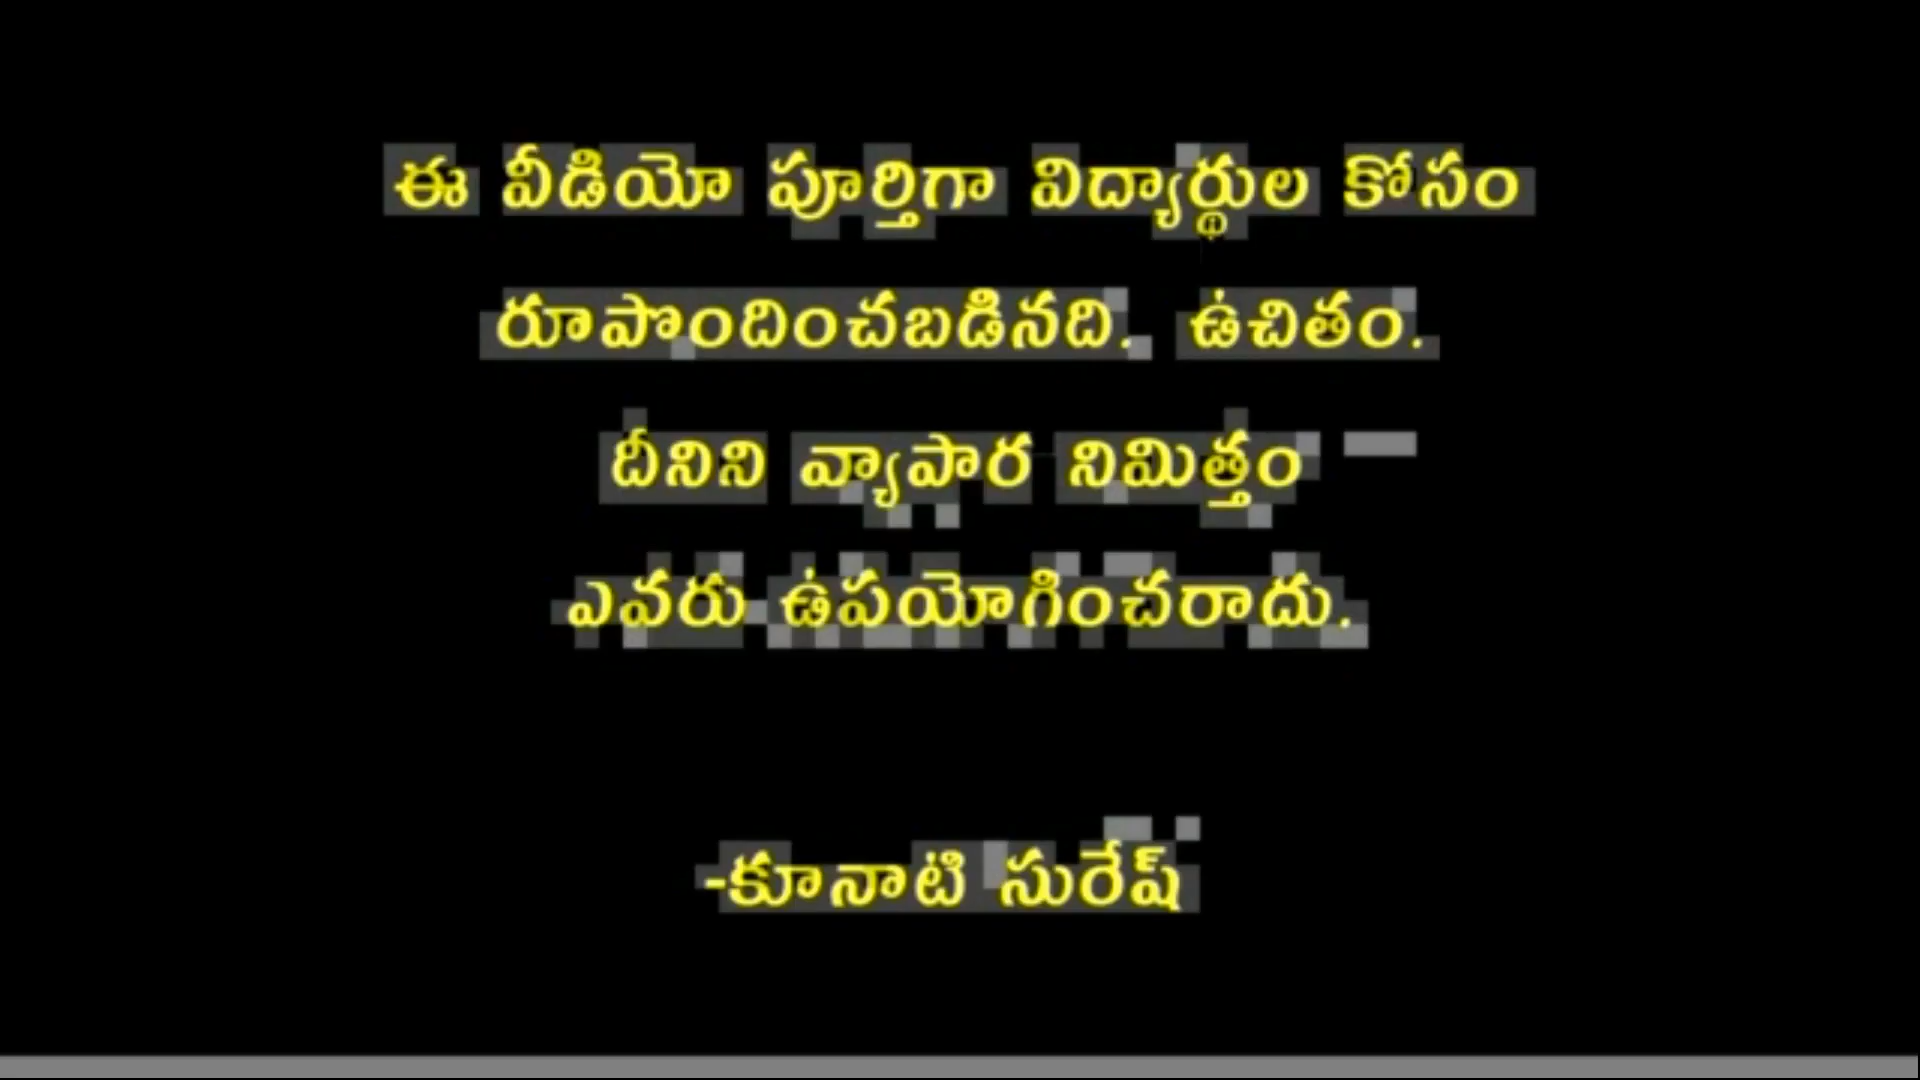 ఈ వీడియో పూర్తిగా విద్యార్థుల కోసం
రూపొందించబడినది. ఉచితం.
దీనిని వ్యాపార నిమిత్తం
ఎవరు ఉపయోగించరాదు.
-కూనాటి సురేష్